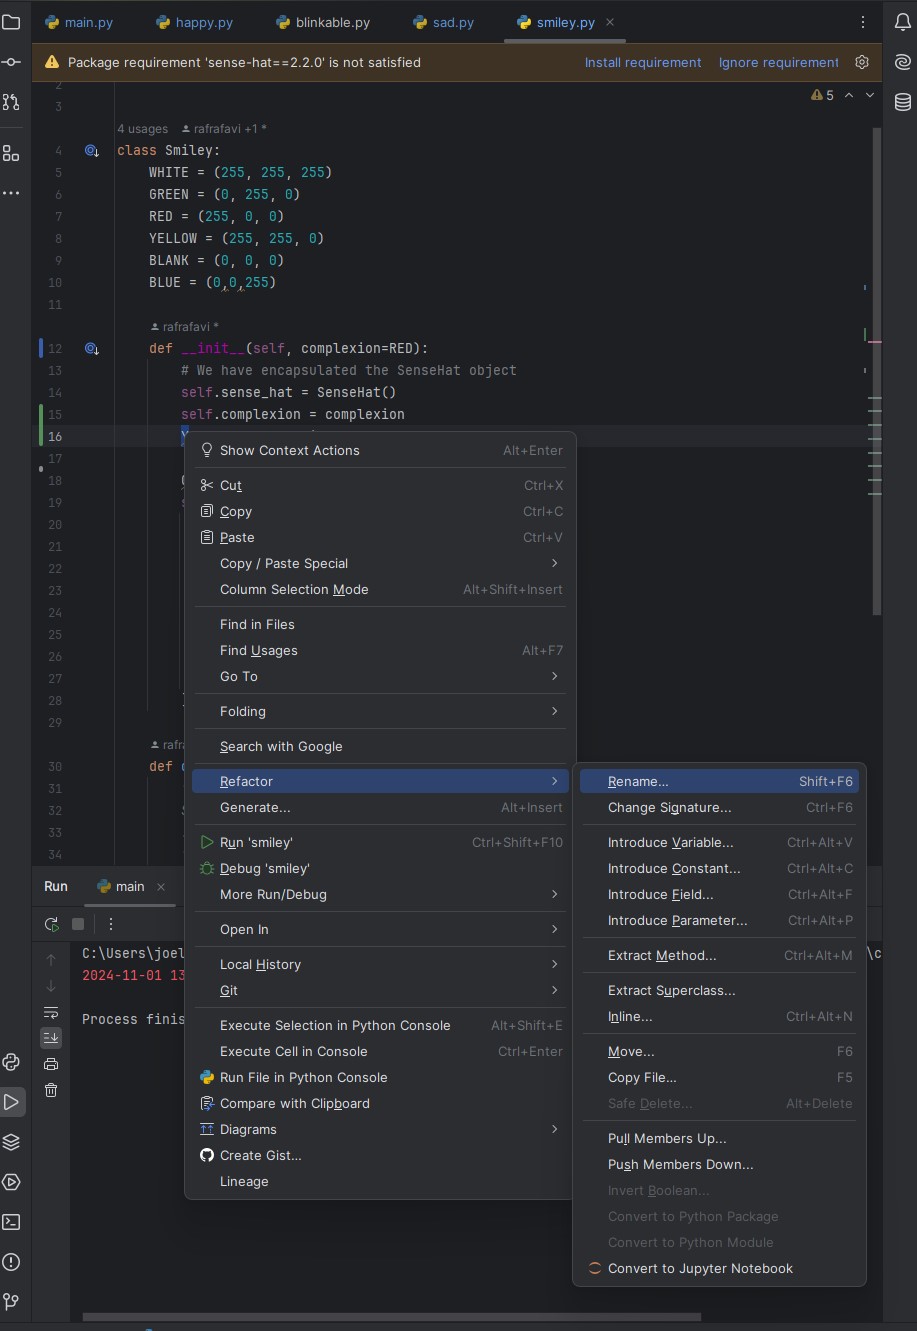 main.py happy.py blinkable.py sad.py smiley.py
Package requirement 'sense-hat==2.2.0' is not satisfied Install requirement Ignore requirement
2
3
5
4 usages rafrafavi +1 *
4 class Smiley:
5 WHITE = (255, 255, 255)
6 GREEN = (0, 255, 0)
7 RED = (255, 0, 0)
8 YELLOW = (255, 255, 0)
9 BLANK = (0, 0, 0)
10 BLUE = (0,0,255)
11
rafrafavi *
12 def __init__(self, complexion=RED):
13 # We have encapsulated the SenseHat object
14 self.sense_hat = SenseHat()
15 self.complexion = complexion
16 Y
17
18
19
20
21
22
23
24
25
26
27
28
29
rafr
30 def
31
32
33
34
Show Context Actions Alt+Enter
Cut Ctrl+X
Copy Ctrl+C
Paste Ctrl+V
Copy / Paste Special
Column Selection Mode Alt+Shift+Insert
Find in Files
Find Usages Alt+F7
Go To
Folding
Search with Google
Refactor
Generate... Alt+Insert
Run 'smiley' Ctrl+Shift+F10
Debug 'smiley'
More Run/Debug
Open In
Local History
Git
Execute Selection in Python Console Alt+Shift+E
Execute Cell in Console Ctrl+Enter
Run File in Python Console
Compare with Clipboard
Diagrams
Create Gist...
Lineage
Rename... Shift+F6
Change Signature... Ctrl+F6
Introduce Variable... Ctrl+Alt+V
Introduce Constant... Ctrl+Alt+C
Introduce Field... Ctrl+Alt+F
Introduce Parameter... Ctrl+Alt+P
Extract Method... Ctrl+Alt+M
Extract Superclass...
Inline... Ctrl+Alt+N
Move... F6
Copy File... F5
Safe Delete... Alt+Delete
Pull Members Up...
Push Members Down...
Invert Boolean...
Convert to Python Package
Convert to Python Module
Convert to Jupyter Notebook
Run main
C:\Users\joel \c
2024-11-01 13
Process finis